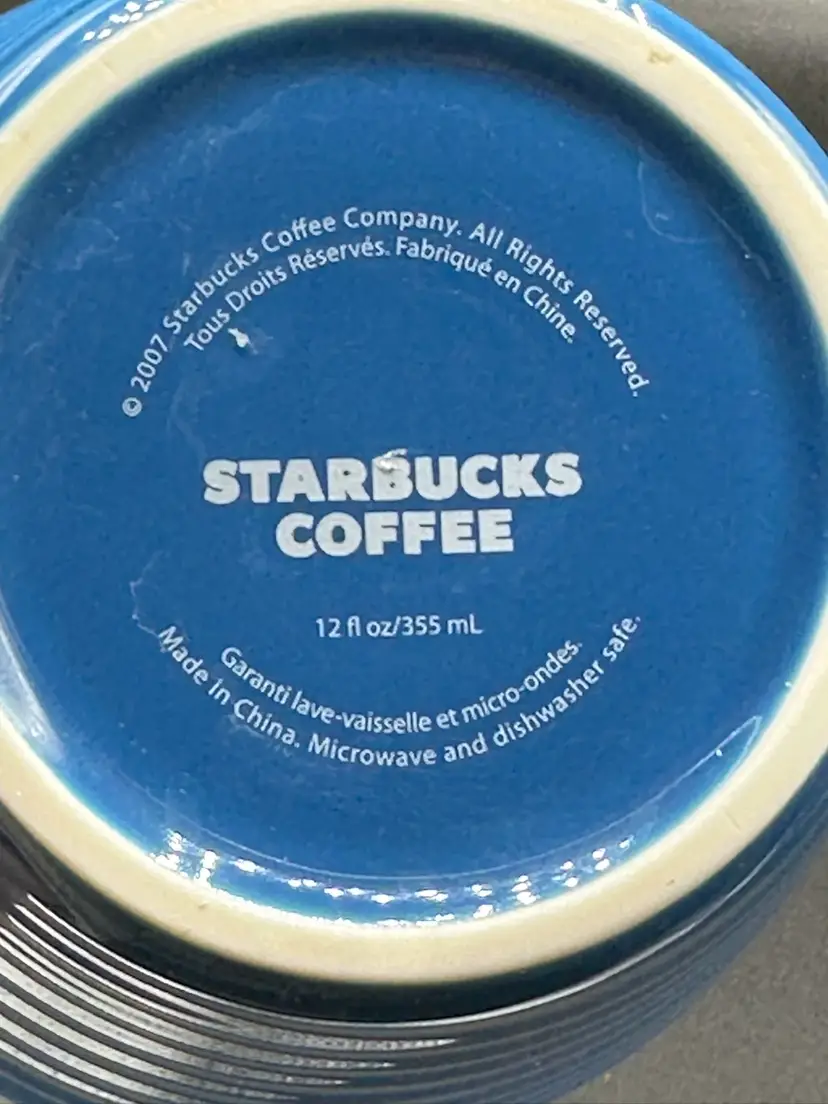 © 2007 Starbucks Coffee Company. All Rights Reserved.
Tous Droits Réservés. Fabriqué en Chine.
STARBUCKS
COFFEE
12 fl oz/355 mL
Garanti lave-vaisselle et micro-ondes.
Made in China. Microwave and dishwasher safe.